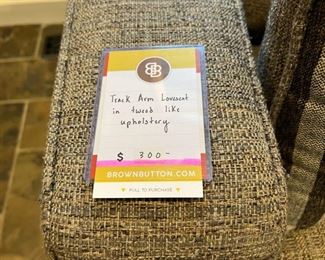 BB
Track Arm Loveseat
in tweed like
upholstery
$ 300-
BROWNBUTTON.COM
▼ PULL TO PURCHASE ▼